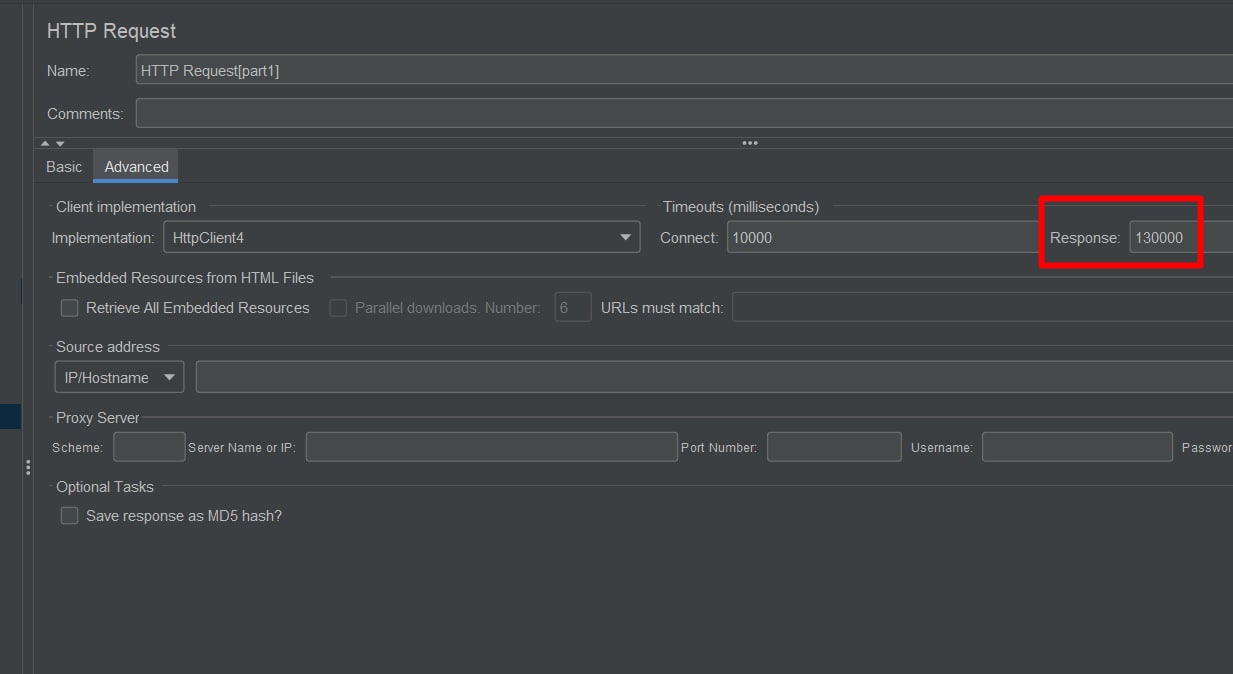 HTTP Request
Name: HTTP Request[part1]
Comments:
Basic Advanced
Client implementation Timeouts (milliseconds)
Implementation: HttpClient4 Connect: 10000 Response: 130000
Embedded Resources from HTML Files
Retrieve All Embedded Resources Parallel downloads. Number: 6 URLs must match:
Source address
IP/Hostname
Proxy Server
Scheme: Server Name or IP: Port Number: Username: Passwor
Optional Tasks
Save response as MD5 hash?